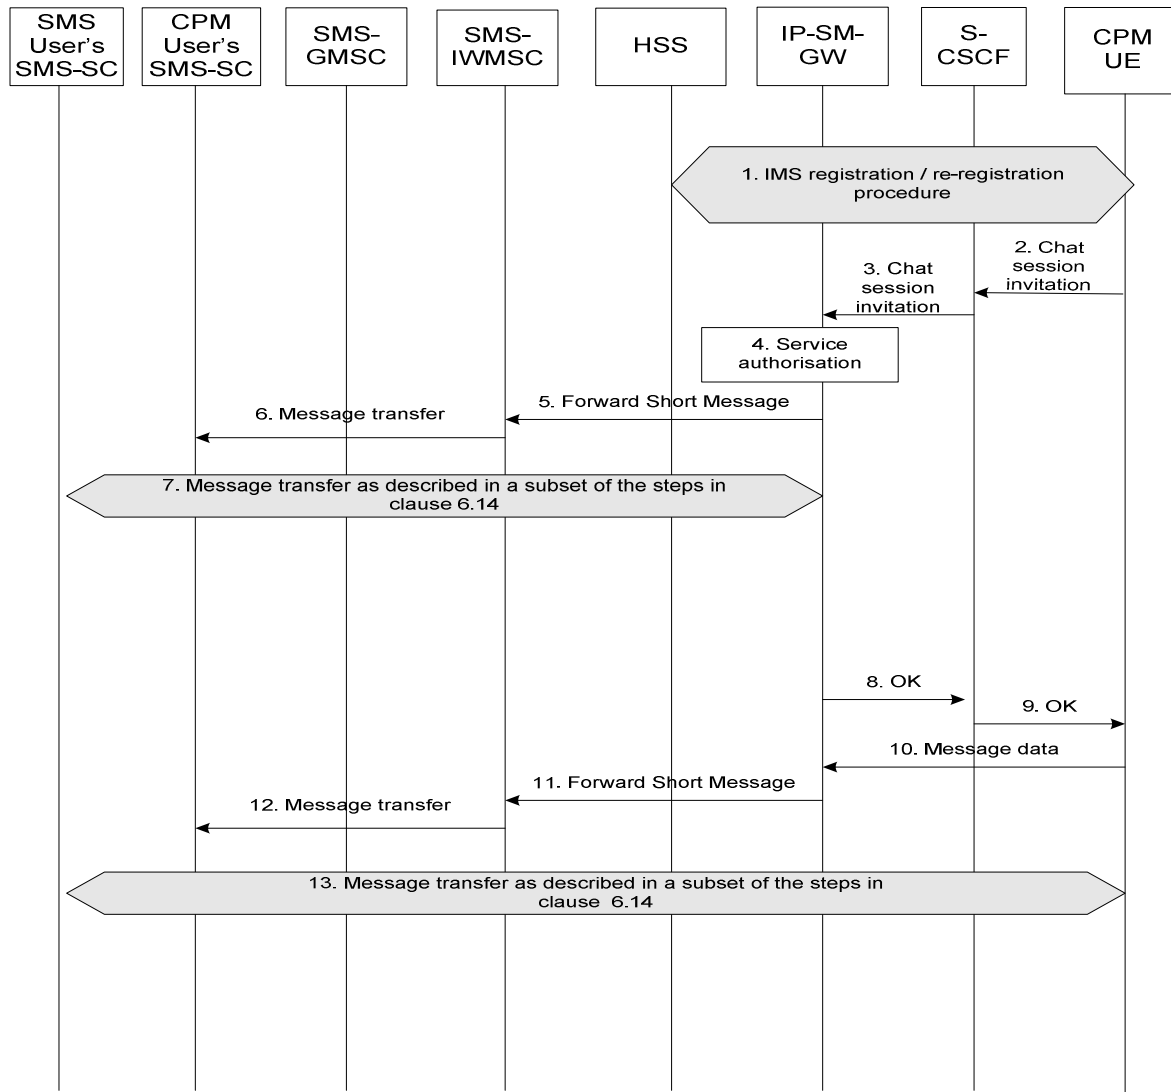 SMS
User's
SMS-SC
CPM
User's
SMS-SC
SMS-
GMSC
SMS-
IWMSC
HSS
IP-SM-
GW
S-
CSCF
CPM
UE
1. IMS registration / re-registration
procedure
2. Chat
session
invitation
3. Chat
session
invitation
4. Service
authorisation
5. Forward Short Message
6. Message transfer
7. Message transfer as described in a subset of the steps in
clause 6.14
8. OK
9. OK
10. Message data
11. Forward Short Message
12. Message transfer
13. Message transfer as described in a subset of the steps in
clause 6.14